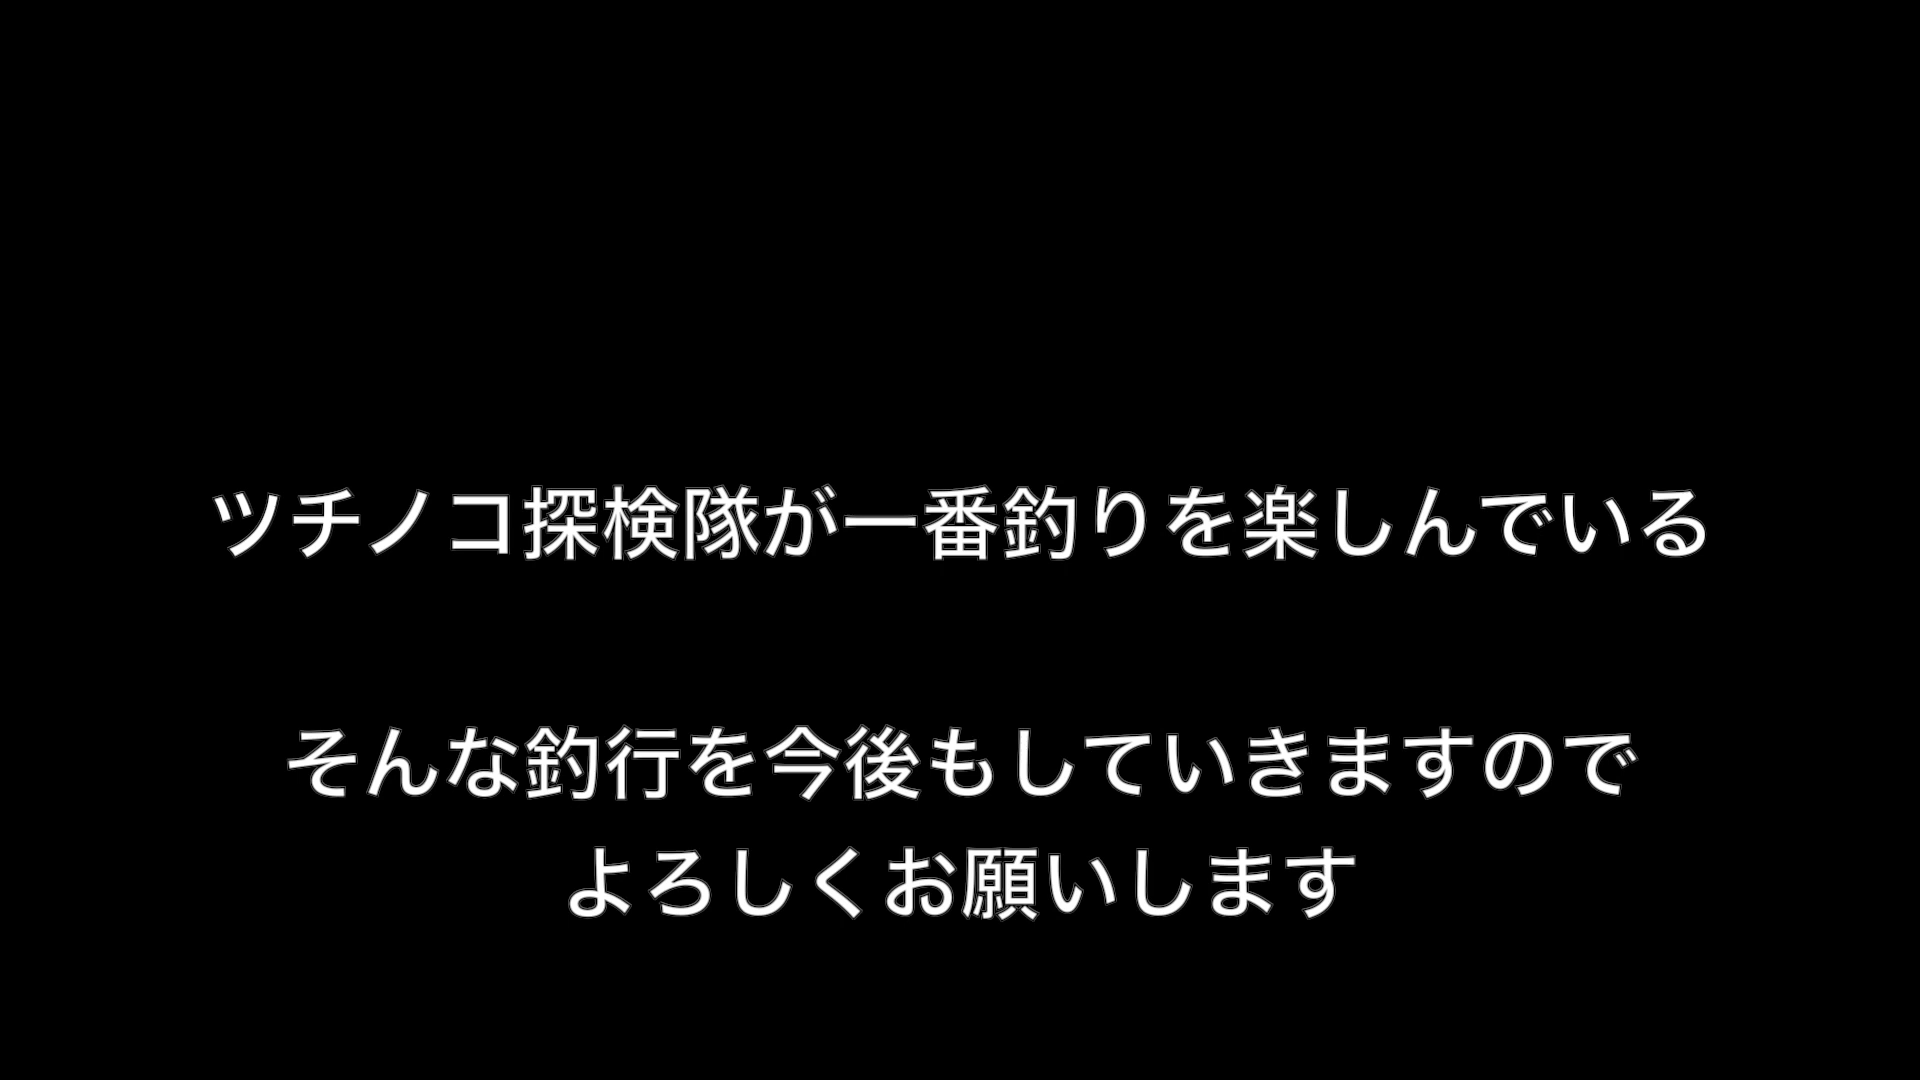 ツチノコ探検隊が一番釣りを楽しんでいる
そんな釣行を今後もしていきますので
よろしくお願いします